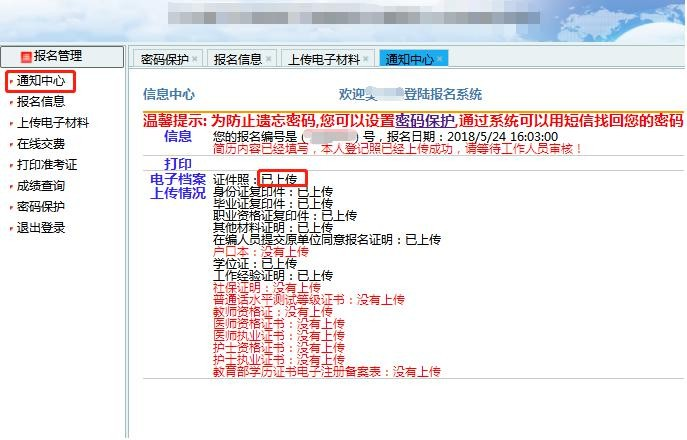 报名管理
通知中心
报名信息
上传电子材料
在线交费
打印准考证
成绩查询
密码保护
退出登录
密码保护× 报名信息× 上传电子材料× 通知中心×
信息中心 欢迎 登陆报名系统
温馨提示: 为防止遗忘密码,您可以设置密码保护,通过系统可以用短信找回您的密码
信息 您的报名编号是 ( ) 号，报名日期：2018/5/24 16:03:00
简历内容已经填写，本人登记照已经上传成功，请等待工作人员审核！
打印
电子档案 证件照：已上传
上传情况 身份证复印件：已上传
毕业证复印件：已上传
职业资格证复印件：已上传
其他材料证明：已上传
在编人员提交原单位同意报名证明：已上传
户口本：没有上传
学位证：已上传
工作经验证明：已上传
社保证明：没有上传
普通话水平测试等级证书：没有上传
教师资格证：没有上传
医师资格证书：没有上传
医师执业证书：没有上传
护士资格证书：没有上传
护士执业证书：没有上传
教育部学历证书电子注册备案表：没有上传